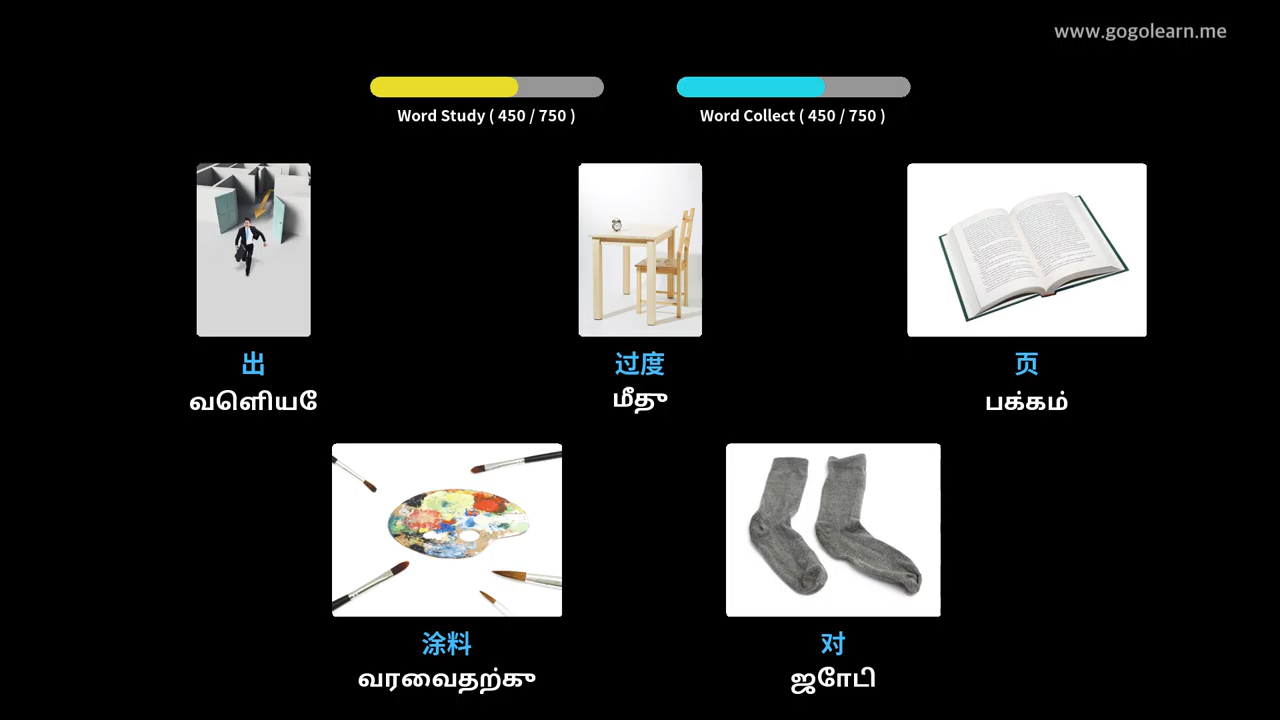 www.gogolearn.me
Word Study ( 450 / 750 )
Word Collect ( 450 / 750 )
出
வெளியே
过度
மீது
页
பக்கம்
涂料
வரைவதற்கு
对
ஜோடி